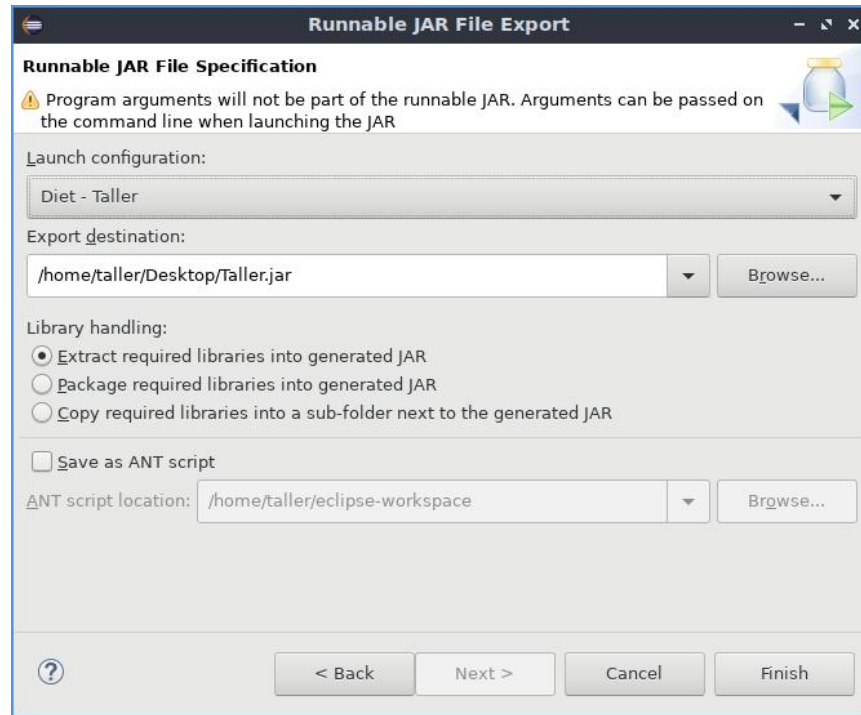 Runnable JAR File Export
Runnable JAR File Specification
Program arguments will not be part of the runnable JAR. Arguments can be passed on
the command line when launching the JAR
Launch configuration:
Diet - Taller
Export destination:
/home/taller/Desktop/Taller.jar
Browse...
Library handling:
Extract required libraries into generated JAR
Package required libraries into generated JAR
Copy required libraries into a sub-folder next to the generated JAR
Save as ANT script
ANT script location: /home/taller/eclipse-workspace Browse...
? < Back Next > Cancel Finish